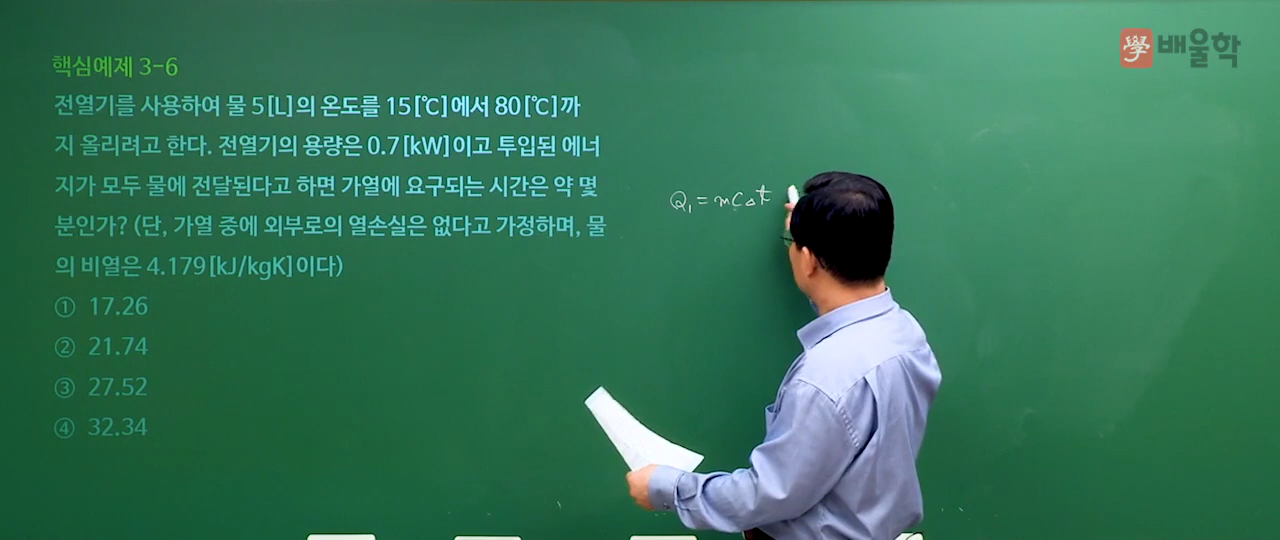 學 배울학
핵심예제 3-6
전열기를 사용하여 물 5[L]의 온도를 15[℃]에서 80[℃]까
지 올리려고 한다. 전열기의 용량은 0.7[kW]이고 투입된 에너
지가 모두 물에 전달된다고 하면 가열에 요구되는 시간은 약 몇
분인가? (단, 가열 중에 외부로의 열손실은 없다고 가정하며, 물
의 비열은 4.179[kJ/kgK]이다)
① 17.26
② 21.74
③ 27.52
④ 32.34
Q₁ = mC△t